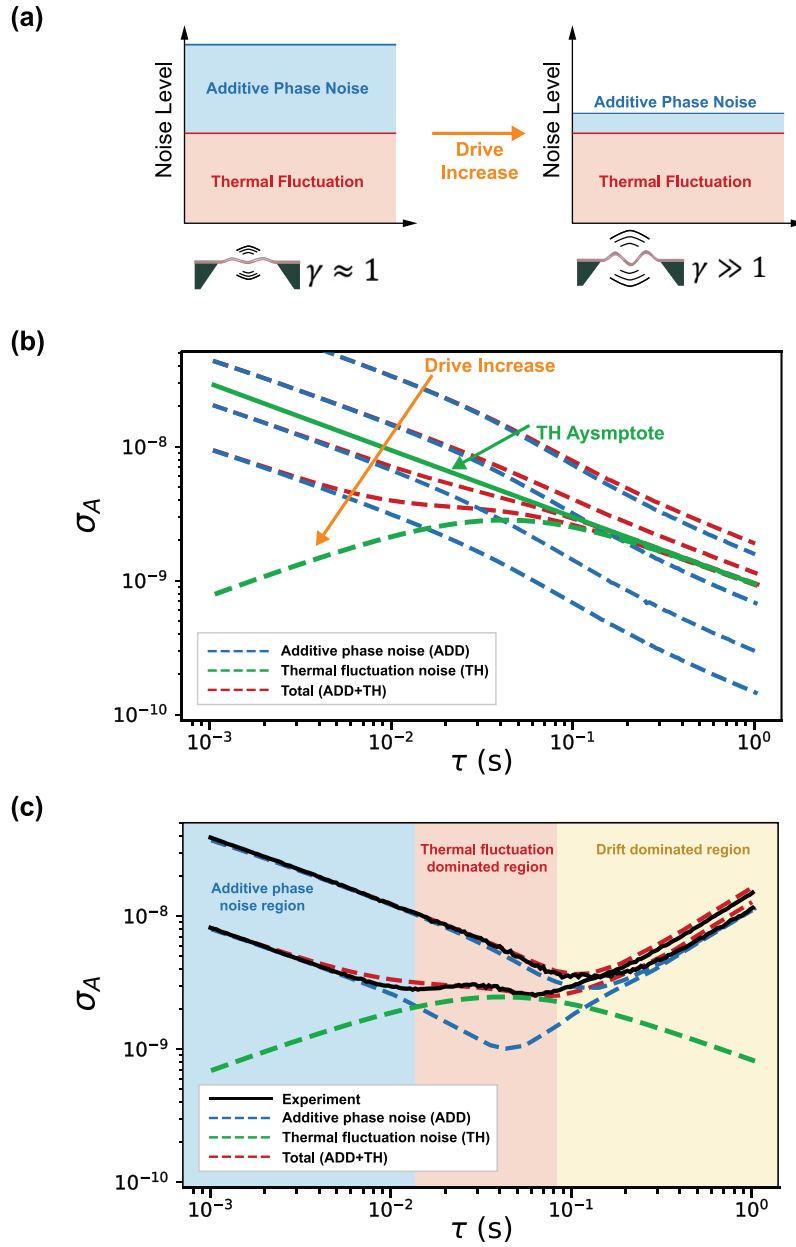 (a)
Noise Level
Additive Phase Noise
Thermal Fluctuation
γ ≈ 1
Drive
Increase
Noise Level
Additive Phase Noise
Thermal Fluctuation
γ ≫ 1
(b)
Drive Increase
TH Aysmptote
σA
10⁻⁸
10⁻⁹
10⁻¹⁰
Additive phase noise (ADD)
Thermal fluctuation noise (TH)
Total (ADD+TH)
10⁻³ 10⁻² 10⁻¹ 10⁰
τ (s)
(c)
Additive phase
noise region
Thermal fluctuation
dominated region
Drift dominated region
σA
10⁻⁸
10⁻⁹
10⁻¹⁰
Experiment
Additive phase noise (ADD)
Thermal fluctuation noise (TH)
Total (ADD+TH)
10⁻³ 10⁻² 10⁻¹ 10⁰
τ (s)